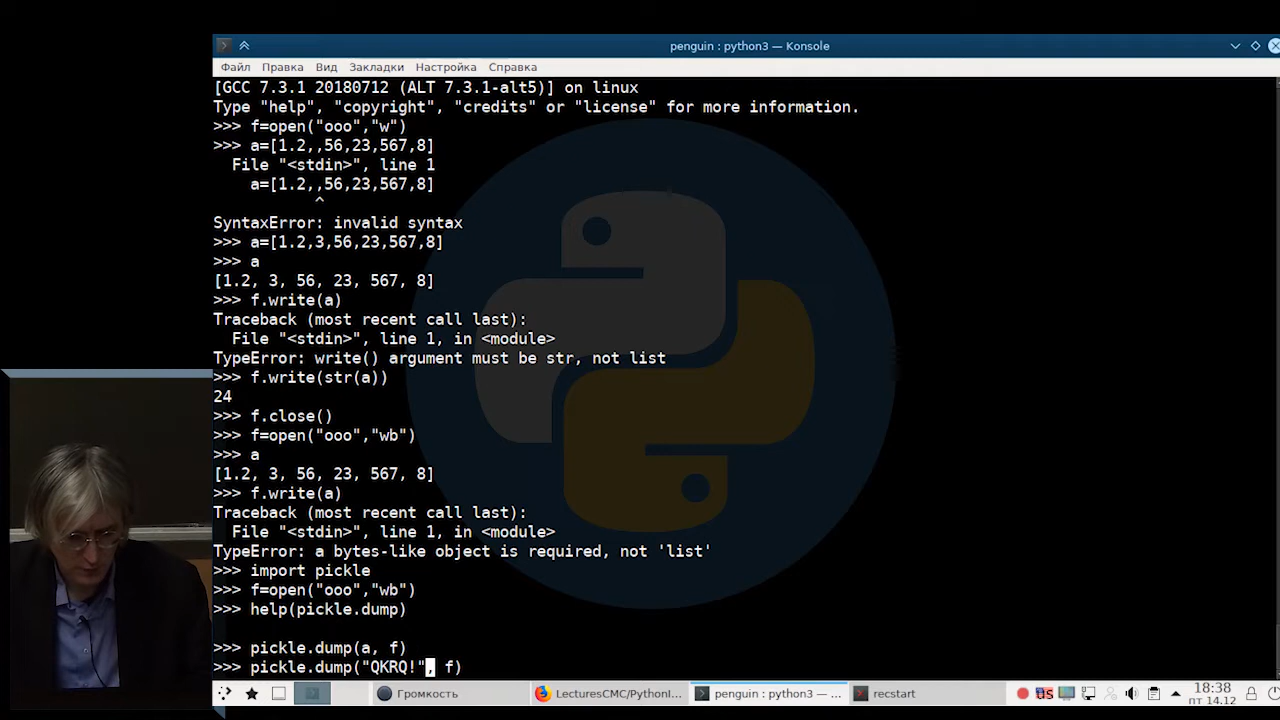 penguin : python3 — Konsole
Файл Правка Вид Закладки Настройка Справка
[GCC 7.3.1 20180712 (ALT 7.3.1-alt5)] on linux
Type "help", "copyright", "credits" or "license" for more information.
>>> f=open("ooo","w")
>>> a=[1.2,,56,23,567,8]
  File "<stdin>", line 1
    a=[1.2,,56,23,567,8]
           ^
SyntaxError: invalid syntax
>>> a=[1.2,3,56,23,567,8]
>>> a
[1.2, 3, 56, 23, 567, 8]
>>> f.write(a)
Traceback (most recent call last):
  File "<stdin>", line 1, in <module>
TypeError: write() argument must be str, not list
>>> f.write(str(a))
24
>>> f.close()
>>> f=open("ooo","wb")
>>> a
[1.2, 3, 56, 23, 567, 8]
>>> f.write(a)
Traceback (most recent call last):
  File "<stdin>", line 1, in <module>
TypeError: a bytes-like object is required, not 'list'
>>> import pickle
>>> f=open("ooo","wb")
>>> help(pickle.dump)
>>> pickle.dump(a, f)
>>> pickle.dump("QKRQ!", f)
Громкость LecturesCMC/PythonI... penguin : python3 — ... recstart us 18:38
пт 14.12